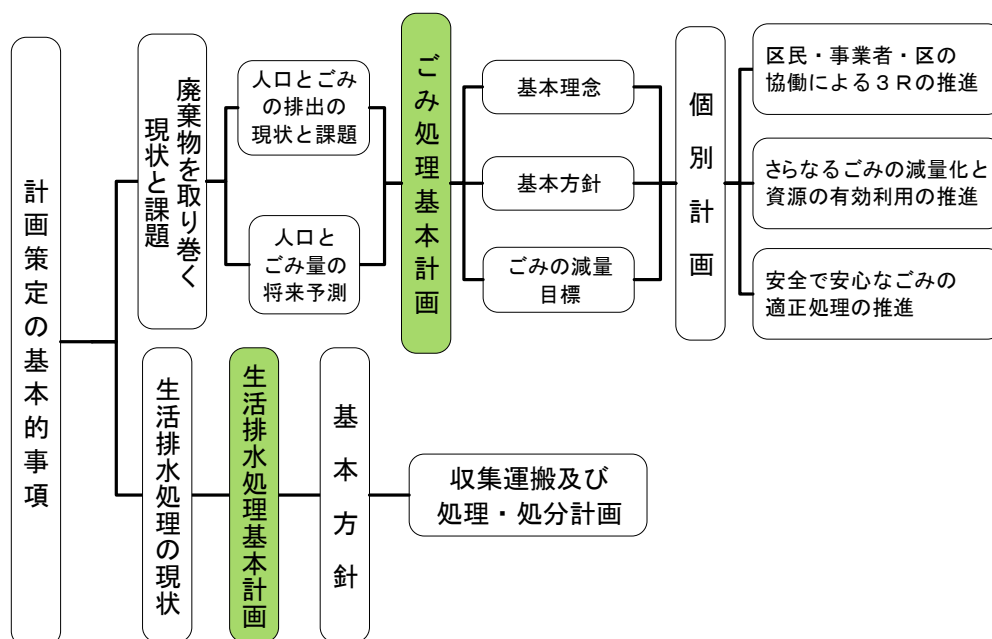 計画策定の基本的事項
廃棄物を取り巻く
現状と課題
人口とごみ
の排出の
現状と課題
人口と
ごみ量の
将来予測
ごみ処理基本計画
基本理念
基本方針
ごみの減量
目標
個別計画
区民・事業者・区の
協働による３Ｒの推進
さらなるごみの減量化と
資源の有効利用の推進
安全で安心なごみの
適正処理の推進
生活排水処理の現状
生活排水処理基本計画
基本方針
収集運搬及び
処理・処分計画